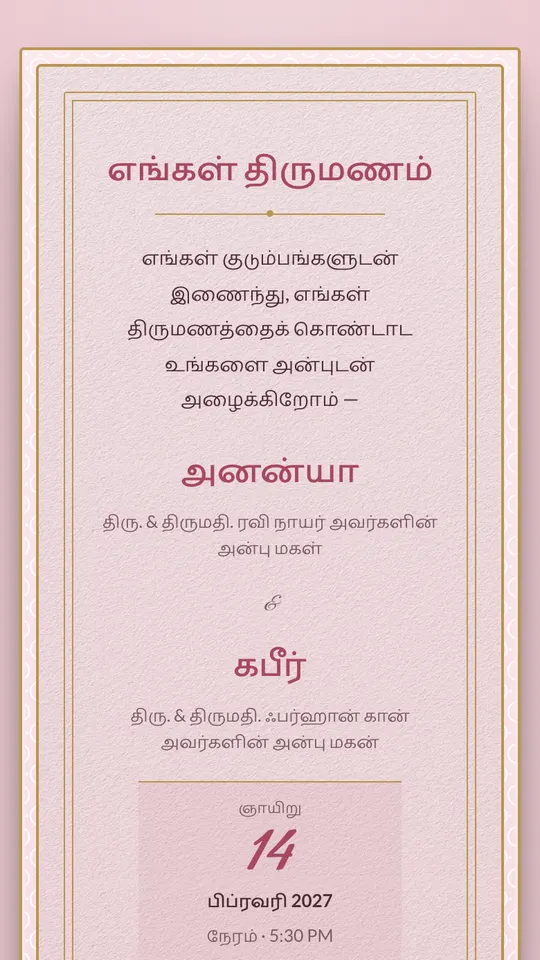 எங்கள் திருமணம்
எங்கள் குடும்பங்களுடன்
இணைந்து, எங்கள்
திருமணத்தைக் கொண்டாட
உங்களை அன்புடன்
அழைக்கிறோம் —
அனன்யா
திரு. & திருமதி. ரவி நாயர் அவர்களின்
அன்பு மகள்
&
கபீர்
திரு. & திருமதி. ஃபர்ஹான் கான்
அவர்களின் அன்பு மகன்
ஞாயிறு
14
பிப்ரவரி 2027
நேரம் · 5:30 PM